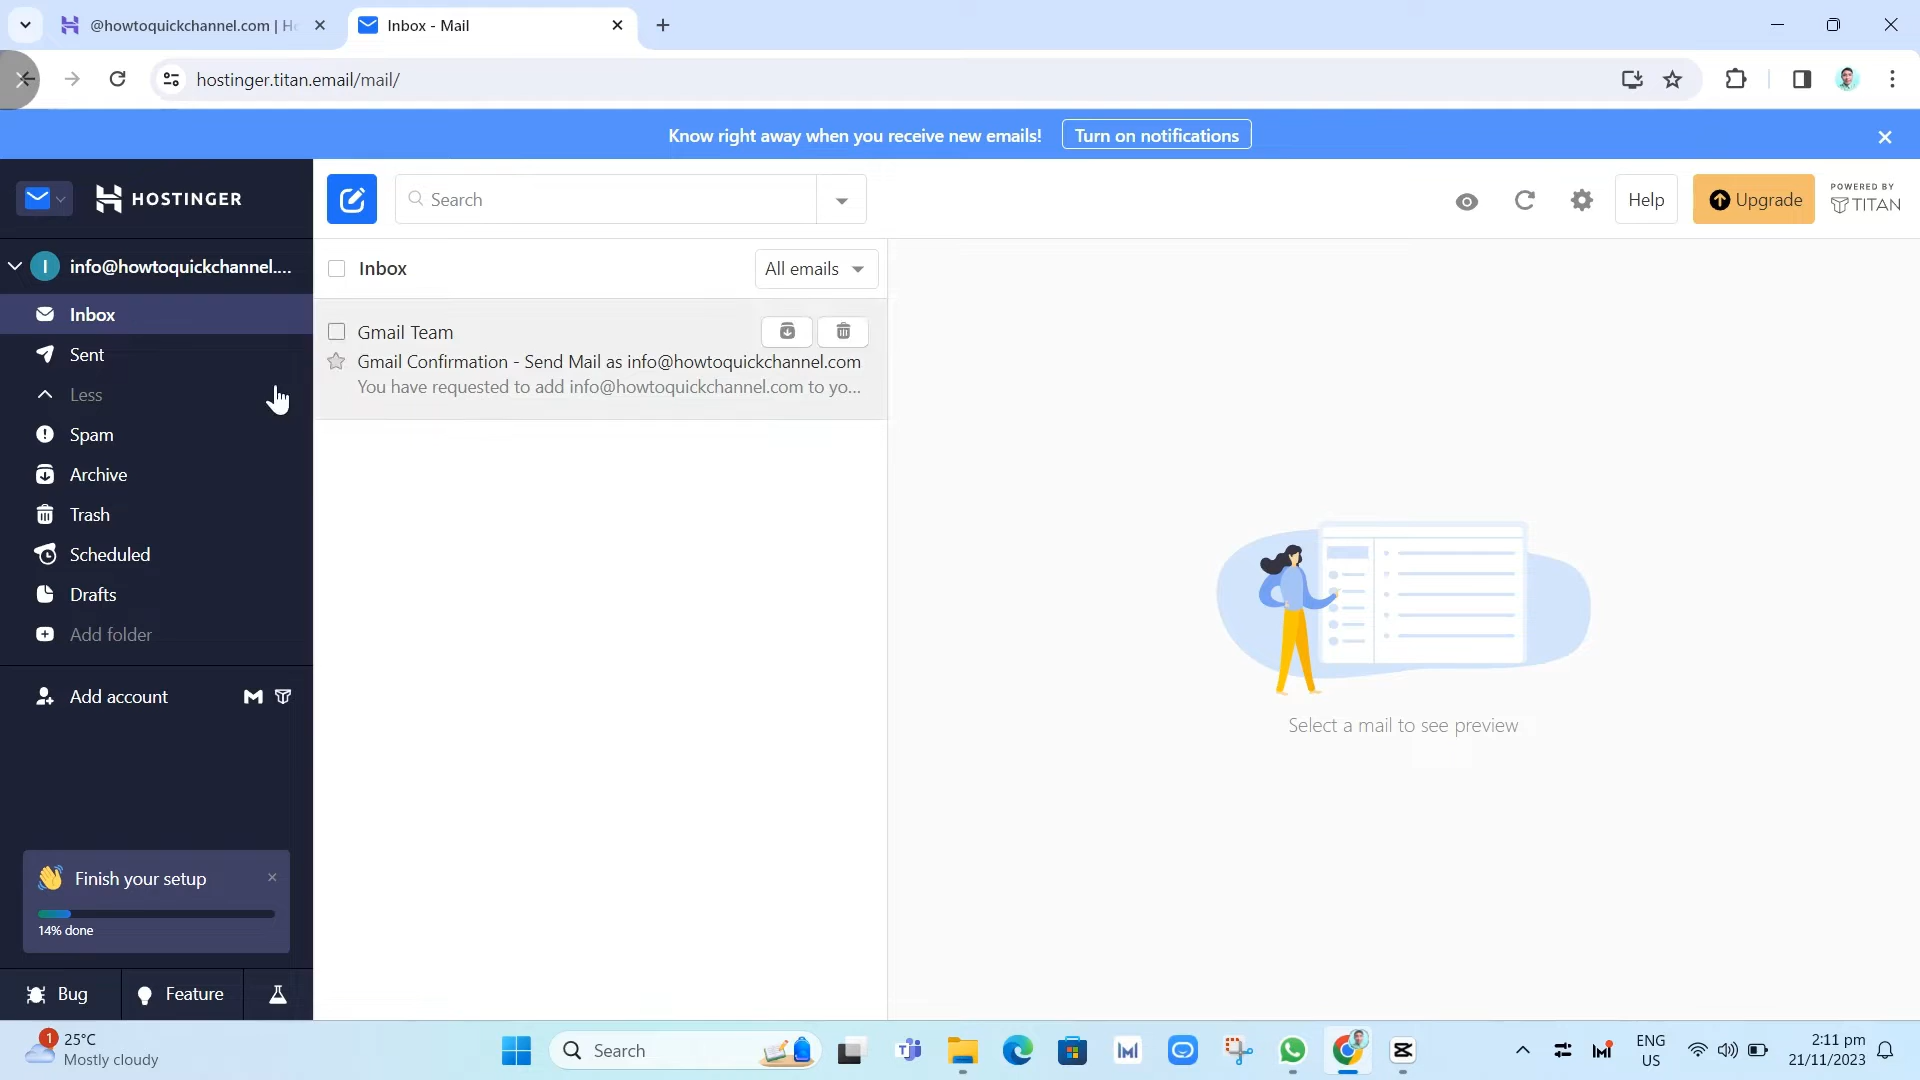 @howtoquickchannel.com | H
Inbox - Mail
hostinger.titan.email/mail/
Know right away when you receive new emails!
Turn on notifications
HOSTINGER
Search
Help
Upgrade
POWERED BY
TITAN
I
info@howtoquickchannel....
Inbox
Sent
Less
Spam
Archive
Trash
Scheduled
Drafts
Add folder
Add account
Finish your setup
14% done
Bug
Feature
Inbox
All emails
Gmail Team
Gmail Confirmation - Send Mail as info@howtoquickchannel.com
You have requested to add info@howtoquickchannel.com to yo...
Select a mail to see preview
1
25°C
Mostly cloudy
Search
ENG
US
2:11 pm
21/11/2023